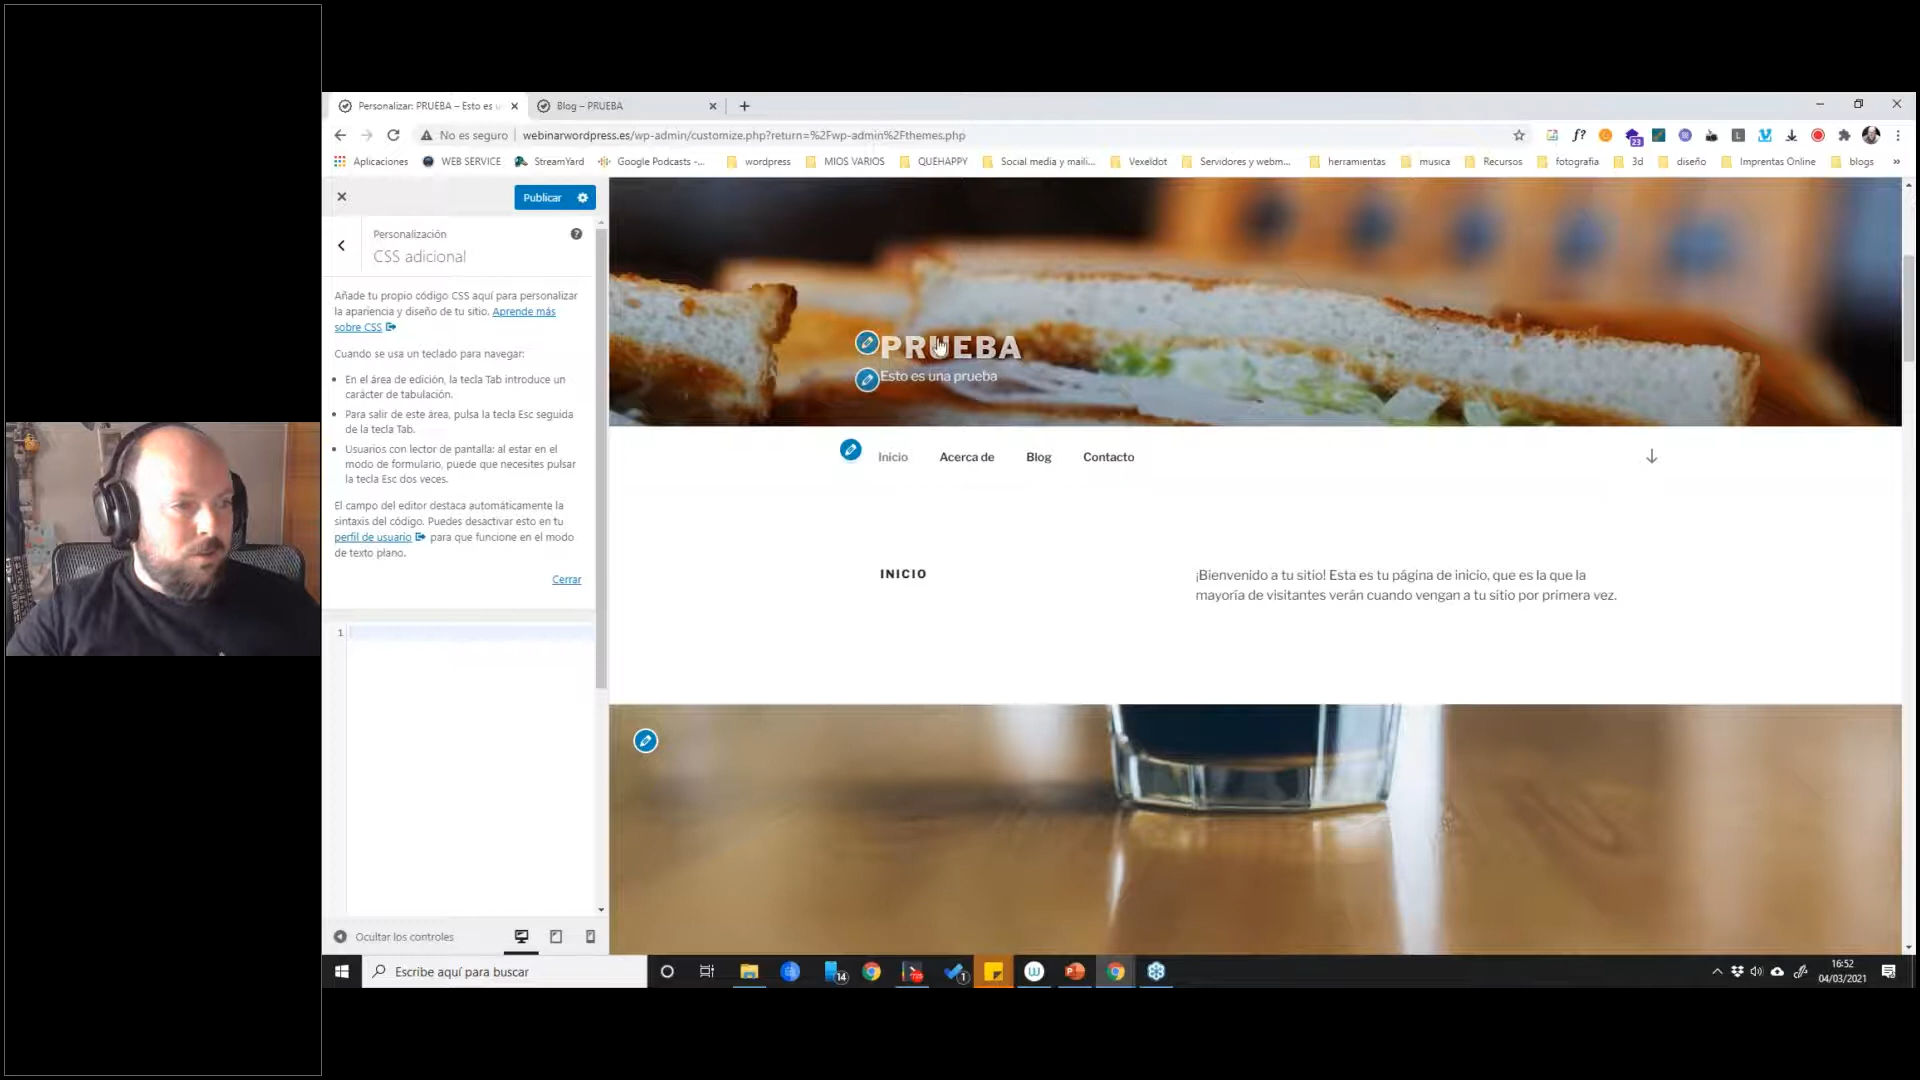 Personalizar: PRUEBA – Esto es u
Blog – PRUEBA
No es seguro
webinarwordpress.es/wp-admin/customize.php?return=%2Fwp-admin%2Fthemes.php
Aplicaciones
WEB SERVICE
StreamYard
Google Podcasts -...
wordpress
MIOS VARIOS
QUEHAPPY
Social media y maili...
Vexeldot
Servidores y webm...
herramientas
musica
Recursos
fotografia
3d
diseño
Imprentas Online
blogs
Publicar
Personalización
CSS adicional
Añade tu propio código CSS aquí para personalizar
la apariencia y diseño de tu sitio. Aprende más
sobre CSS
Cuando se usa un teclado para navegar:
En el área de edición, la tecla Tab introduce un
carácter de tabulación.
Para salir de este área, pulsa la tecla Esc seguida
de la tecla Tab.
Usuarios con lector de pantalla: al estar en el
modo de formulario, puede que necesites pulsar
la tecla Esc dos veces.
El campo del editor destaca automáticamente la
sintaxis del código. Puedes desactivar esto en tu
perfil de usuario para que funcione en el modo
de texto plano.
Cerrar
1
Ocultar los controles
PRUEBA
Esto es una prueba
Inicio
Acerca de
Blog
Contacto
INICIO
¡Bienvenido a tu sitio! Esta es tu página de inicio, que es la que la
mayoría de visitantes verán cuando vengan a tu sitio por primera vez.
Escribe aquí para buscar
14
1
16:52
04/03/2021